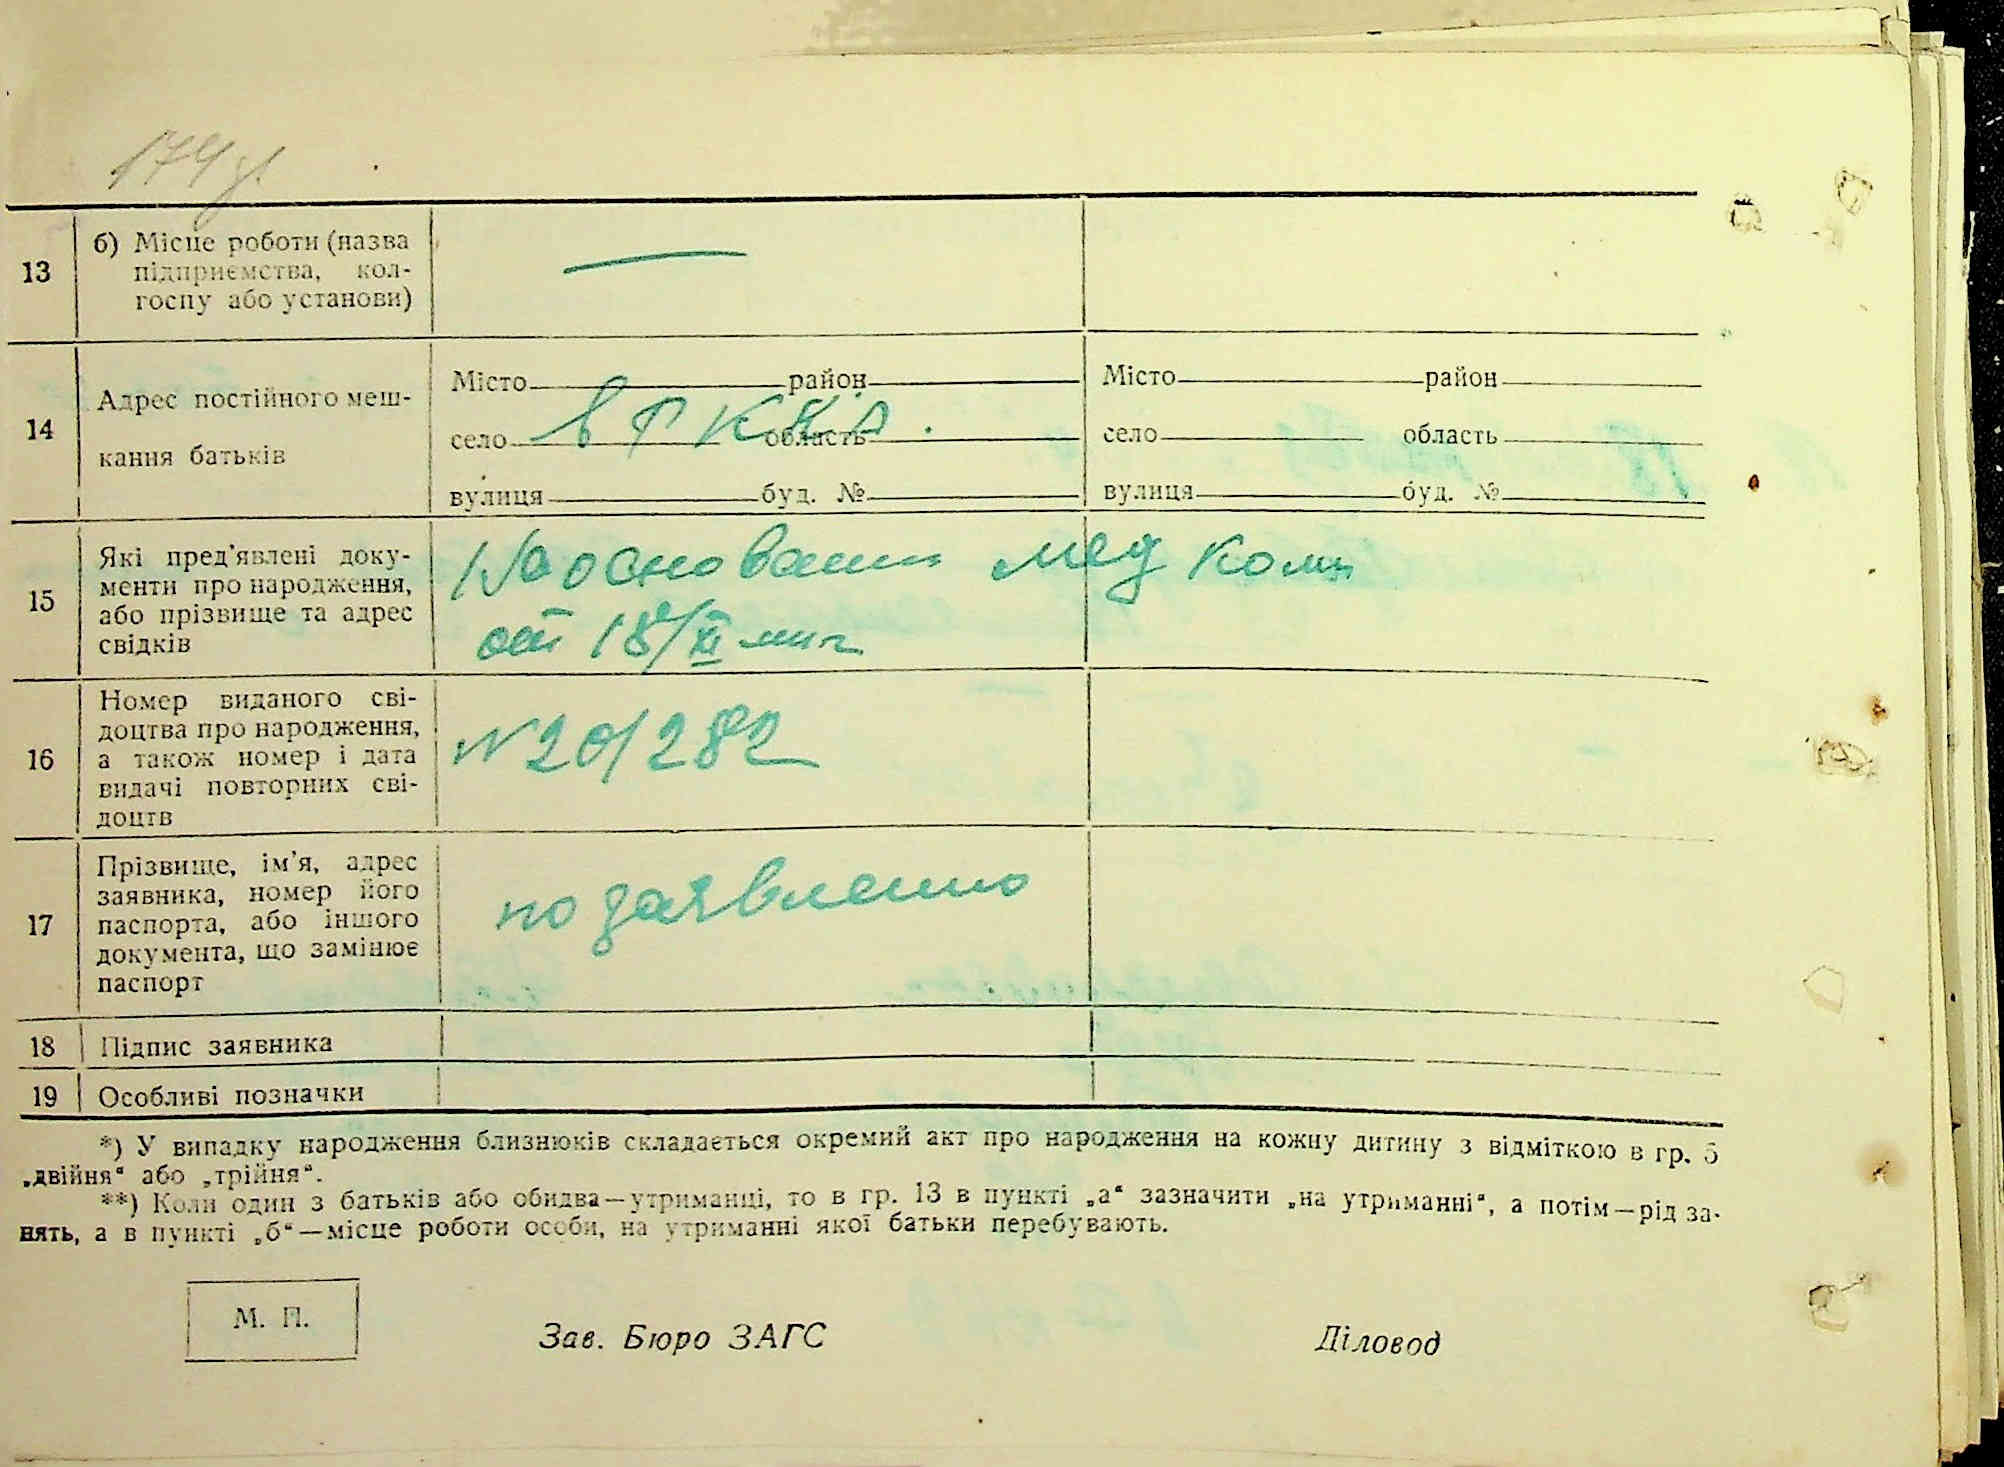 13
б) Місце роботи (назва
підприємства, кол-
госпу або установи)
14
Адрес постійного меш-
кання батьків
Місто район
село область
вулиця буд. №
в РККА.
Місто район
село область
вулиця буд. №
15
Які пред'явлені доку-
менти про народження,
або прізвище та адрес
свідків
На основании мед ком
от 18/XI
16
Номер виданого сві-
доцтва про народження,
а також номер і дата
видачі повторних сві-
доцтв
№ 20/282
17
Прізвище, ім'я, адрес
заявника, номер його
паспорта, або іншого
документа, що замінює
паспорт
по заявлению
18 Підпис заявника
19 Особливі позначки
*) У випадку народження близнюків складається окремий акт про народження на кожну дитину з відміткою в гр. 5
„двійня" або „трійня".
**) Коли один з батьків або обидва—утриманці, то в гр. 13 в пункті „а" зазначити „на утриманні", а потім—рід за-
нять, а в пункті „б"—місце роботи особи, на утриманні якої батьки перебувають.
М. П.
Зав. Бюро ЗАГС Діловод